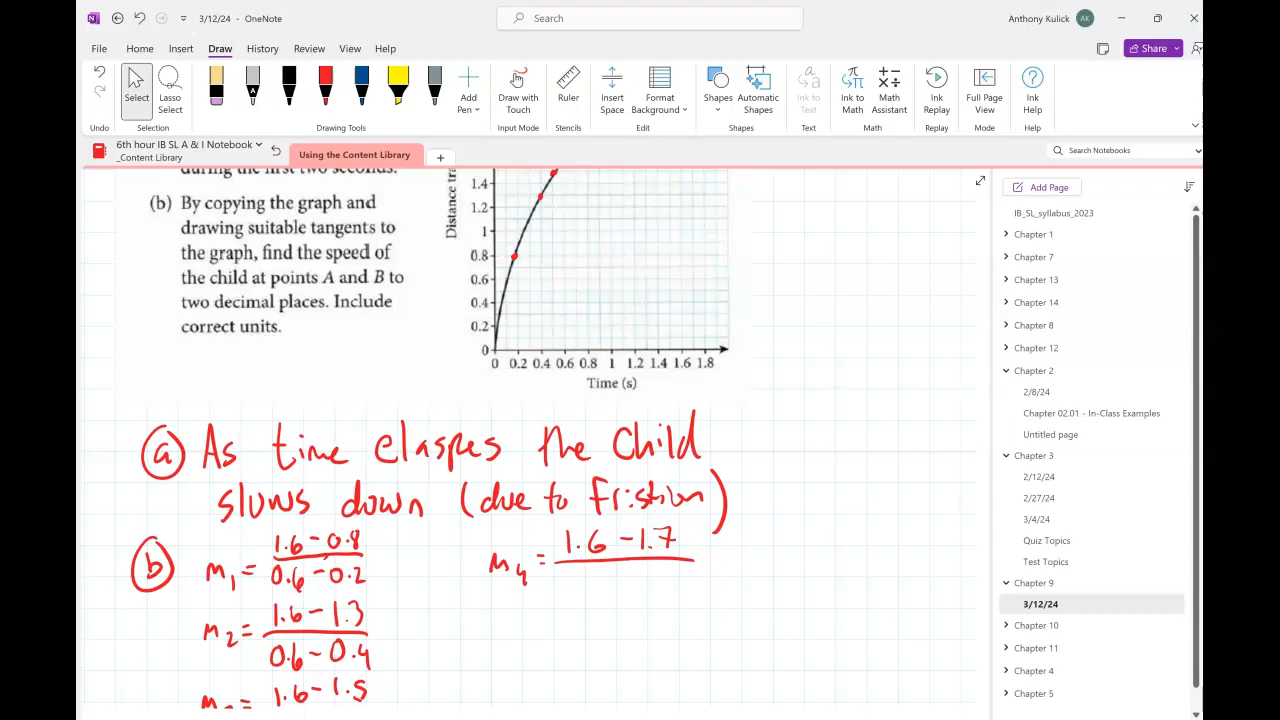 3/12/24 - OneNote
Search
Anthony Kulick
AK
File Home Insert Draw History Review View Help
Share
Select
Lasso Select
A
Add Pen
Draw with Touch
Ruler
Insert Space
Format Background
Shapes
Automatic Shapes
Ink to Text
Ink to Math
Math Assistant
Ink Replay
Full Page View
Ink Help
Undo
Selection
Drawing Tools
Input Mode
Stencils
Edit
Shapes
Text
Math
Replay
Mode
Help
6th hour IB SL A & I Notebook
_Content Library
Using the Content Library
+
Search Notebooks
during the first two seconds.
(b) By copying the graph and
drawing suitable tangents to
the graph, find the speed of
the child at points A and B to
two decimal places. Include
correct units.
Distance tra
1.4
1.2
1
0.8
0.6
0.4
0.2
0
0 0.2 0.4 0.6 0.8 1 1.2 1.4 1.6 1.8
Time (s)
a As time elaspes the Child
slows down (due to fristion)
b m1 = 1.6 - 0.8
0.6 - 0.2
m2 = 1.6 - 1.3
0.6 - 0.4
1.6 - 1.5
m4 = 1.6 - 1.7
Add Page
IB_SL_syllabus_2023
Chapter 1
Chapter 7
Chapter 13
Chapter 14
Chapter 8
Chapter 12
Chapter 2
2/8/24
Chapter 02.01 - In-Class Examples
Untitled page
Chapter 3
2/12/24
2/27/24
3/4/24
Quiz Topics
Test Topics
Chapter 9
3/12/24
Chapter 10
Chapter 11
Chapter 4
Chapter 5